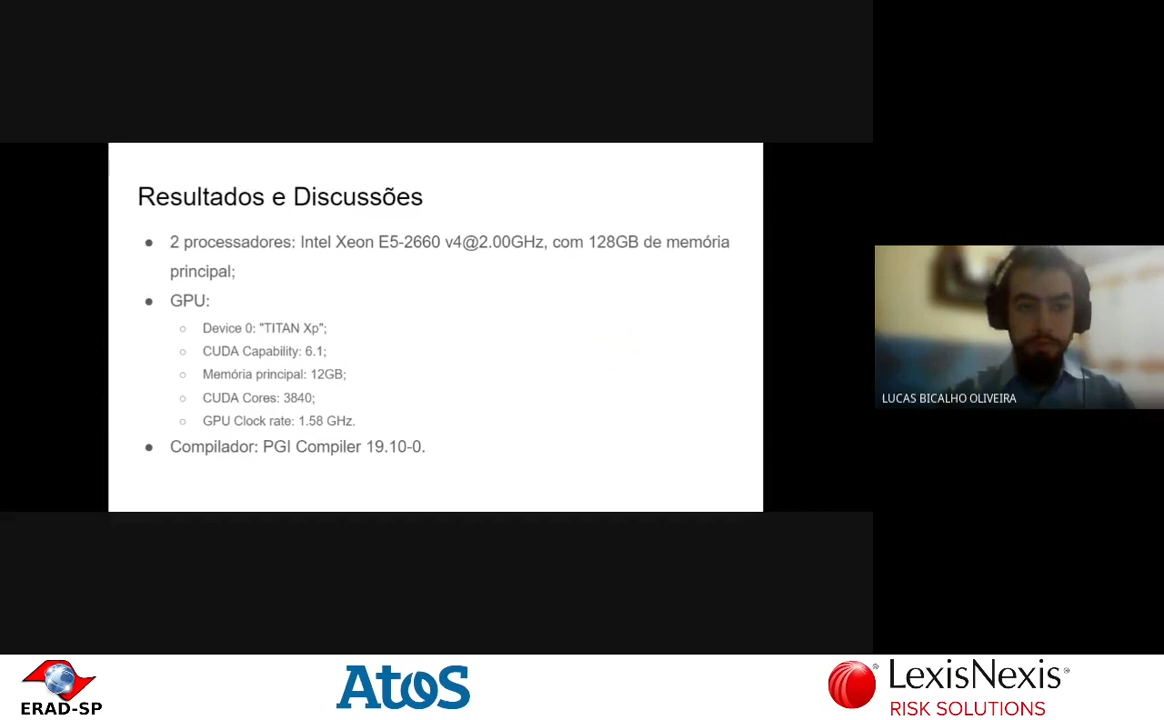 Resultados e Discussões
● 2 processadores: Intel Xeon E5-2660 v4@2.00GHz, com 128GB de memória
principal;
● GPU:
○ Device 0: "TITAN Xp";
○ CUDA Capability: 6.1;
○ Memória principal: 12GB;
○ CUDA Cores: 3840;
○ GPU Clock rate: 1.58 GHz.
● Compilador: PGI Compiler 19.10-0.
LUCAS BICALHO OLIVEIRA
ERAD-SP
Atos
LexisNexis®
RISK SOLUTIONS